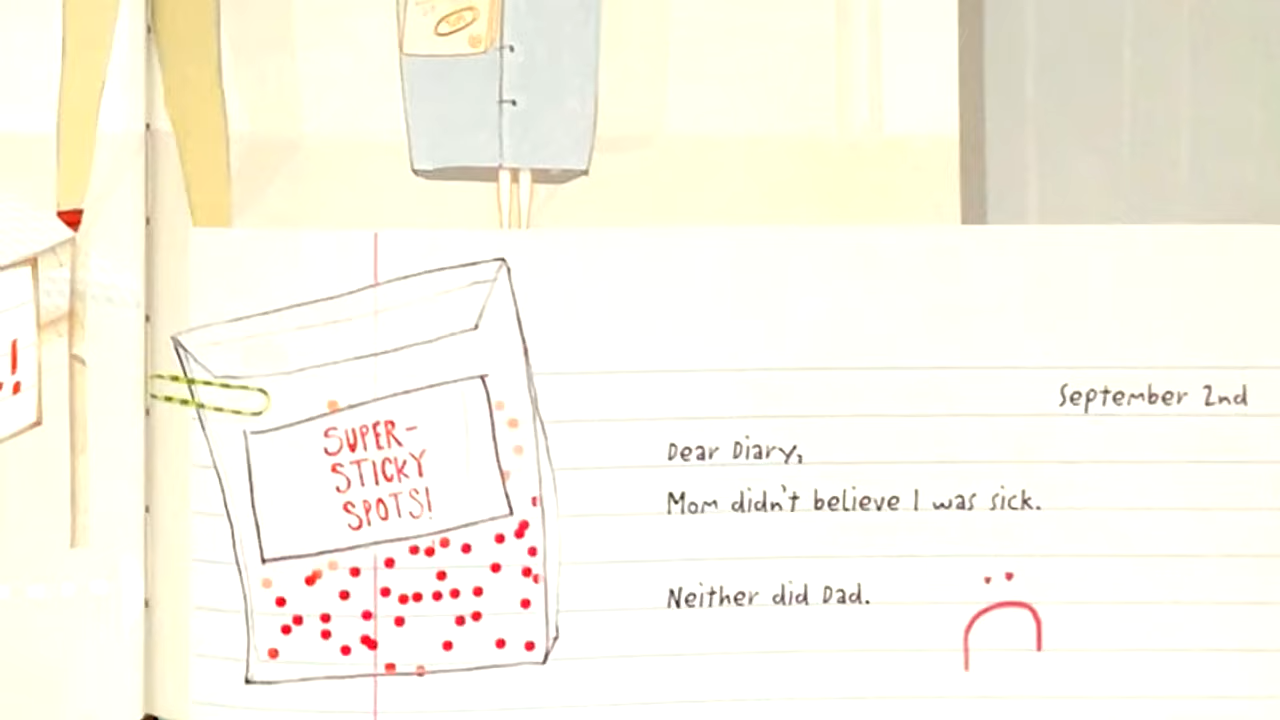 SUPER-
STICKY
SPOTS!
September 2nd
Dear Diary,
Mom didn't believe I was sick.
Neither did Dad.